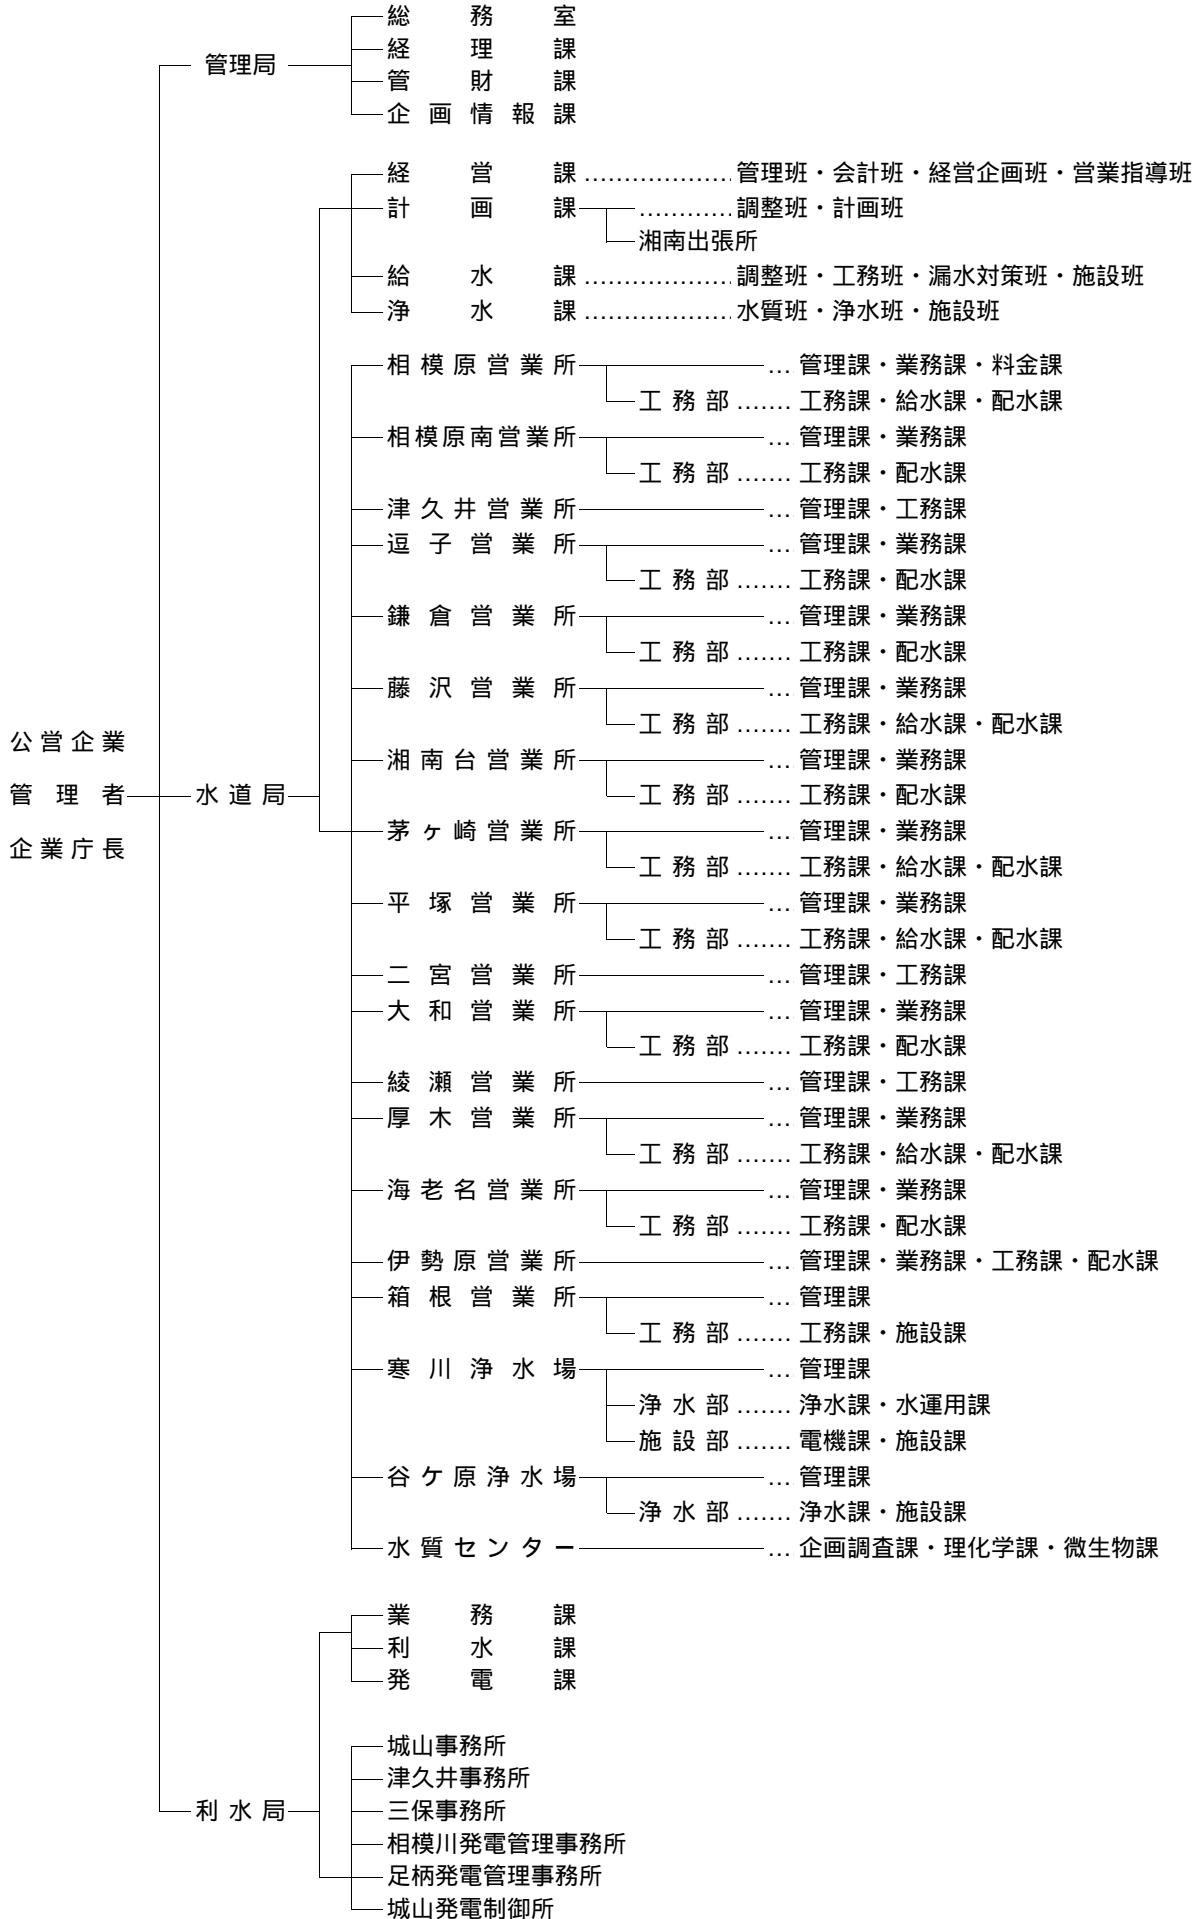 総務室
経理課
管理局
管財課
企画情報課
経営課 ………………… 管理班・会計班・経営企画班・営業指導班
計画課 ………… 調整班・計画班
湘南出張所
給水課 ………………… 調整班・工務班・漏水対策班・施設班
浄水課 ………………… 水質班・浄水班・施設班
相模原営業所 … 管理課・業務課・料金課
工務部 ……. 工務課・給水課・配水課
相模原南営業所 … 管理課・業務課
工務部 ……. 工務課・配水課
津久井営業所 … 管理課・工務課
逗子営業所 … 管理課・業務課
工務部 ……. 工務課・配水課
鎌倉営業所 … 管理課・業務課
工務部 ……. 工務課・配水課
藤沢営業所 … 管理課・業務課
工務部 ……. 工務課・給水課・配水課
公営企業
管理者
企業庁長
水道局
湘南台営業所 … 管理課・業務課
工務部 ……. 工務課・配水課
茅ヶ崎営業所 … 管理課・業務課
工務部 ……. 工務課・給水課・配水課
平塚営業所 … 管理課・業務課
工務部 ……. 工務課・給水課・配水課
二宮営業所 … 管理課・工務課
大和営業所 … 管理課・業務課
工務部 ……. 工務課・配水課
綾瀬営業所 … 管理課・工務課
厚木営業所 … 管理課・業務課
工務部 ……. 工務課・給水課・配水課
海老名営業所 … 管理課・業務課
工務部 ……. 工務課・配水課
伊勢原営業所 … 管理課・業務課・工務課・配水課
箱根営業所 … 管理課
工務部 ……. 工務課・施設課
寒川浄水場 … 管理課
浄水部 ……. 浄水課・水運用課
施設部 ……. 電機課・施設課
谷ケ原浄水場 … 管理課
浄水部 ……. 浄水課・施設課
水質センター … 企画調査課・理化学課・微生物課
業務課
利水課
発電課
城山事務所
津久井事務所
利水局
三保事務所
相模川発電管理事務所
足柄発電管理事務所
城山発電制御所